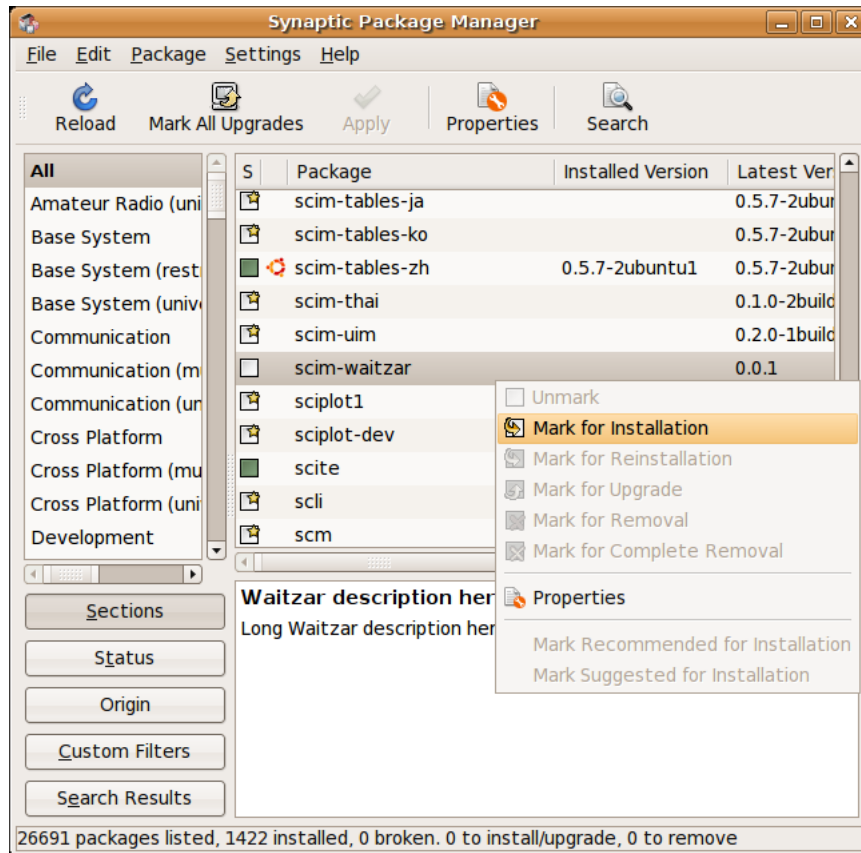 Synaptic Package Manager
File Edit Package Settings Help
Reload Mark All Upgrades Apply Properties Search
All
Amateur Radio (uni
Base System
Base System (restr
Base System (unive
Communication
Communication (m
Communication (un
Cross Platform
Cross Platform (mu
Cross Platform (uni
Development
S Package Installed Version Latest Ver
scim-tables-ja 0.5.7-2ubun
scim-tables-ko 0.5.7-2ubun
scim-tables-zh 0.5.7-2ubuntu1 0.5.7-2ubun
scim-thai 0.1.0-2build
scim-uim 0.2.0-1build
scim-waitzar 0.0.1
sciplot1
sciplot-dev
scite
scli
scm
Unmark
Mark for Installation
Mark for Reinstallation
Mark for Upgrade
Mark for Removal
Mark for Complete Removal
Properties
Mark Recommended for Installation
Mark Suggested for Installation
Sections
Status
Origin
Custom Filters
Search Results
Waitzar description her
Long Waitzar description her
26691 packages listed, 1422 installed, 0 broken. 0 to install/upgrade, 0 to remove